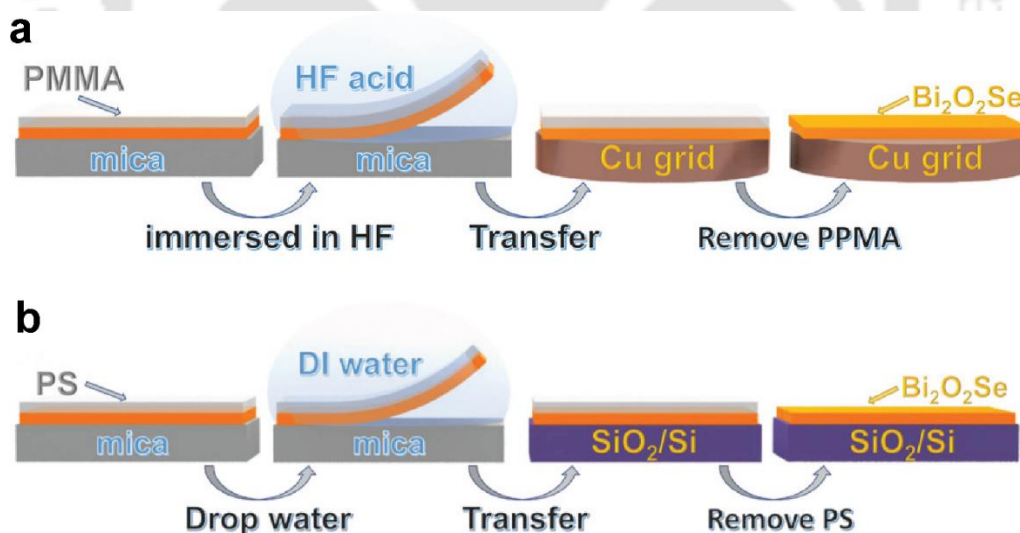 a
PMMA
HF acid
Bi₂O₂Se
mica
mica
Cu grid
Cu grid
immersed in HF
Transfer
Remove PPMA
b
PS
DI water
Bi₂O₂Se
mica
mica
SiO₂/Si
SiO₂/Si
Drop water
Transfer
Remove PS